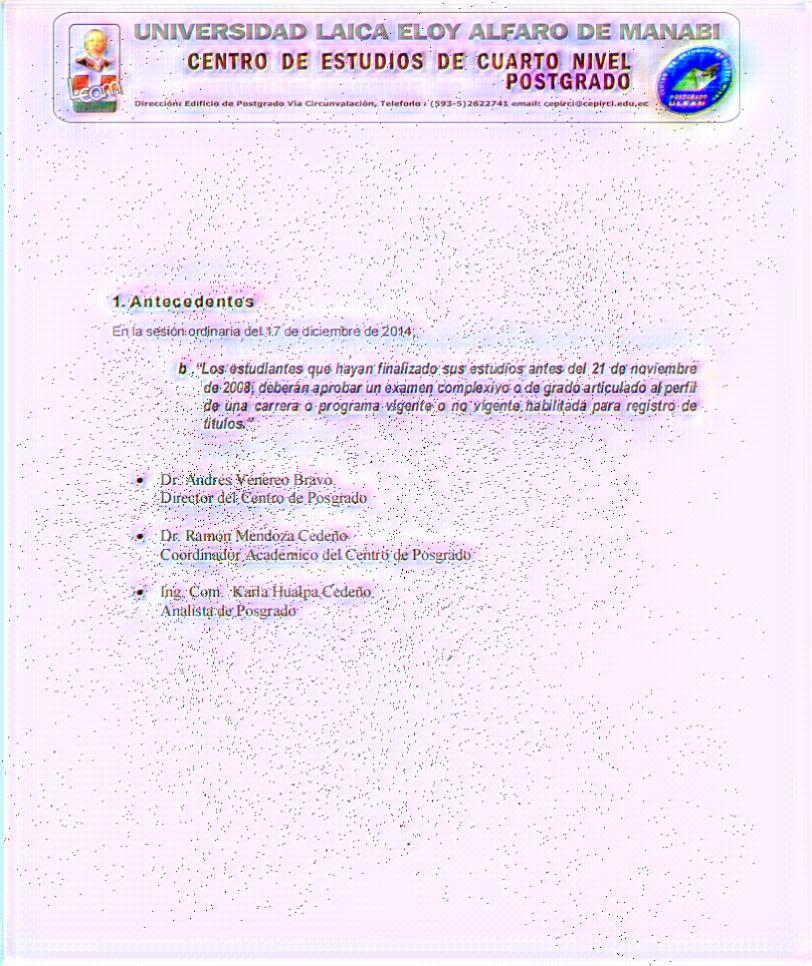 UNIVERSIDAD LAICA ELOY ALFARO DE MANABI
CENTRO DE ESTUDIOS DE CUARTO NIVEL
POSTGRADO
Dirección: Edificio de Postgrado Vía Circunvalación, Telefono : (593-5)2622741 email: cepirci@cepirci.edu.ec
Uleam
POSTGRADO
ULEAM
1. Antecedentes
En la sesión ordinaria del 17 de diciembre de 2014
b .“Los estudiantes que hayan finalizado sus estudios antes del 21 de noviembre
de 2008, deberán aprobar un examen complexivo o de grado articulado al perfil
de una carrera o programa vigente o no vigente habilitada para registro de
títulos.”
• Dr. Andrés Venereo Bravo
Director del Centro de Posgrado
• Dr. Ramón Mendoza Cedeño
Coordinador Académico del Centro de Posgrado
• Ing. Com. Karla Hualpa Cedeño
Analista de Posgrado